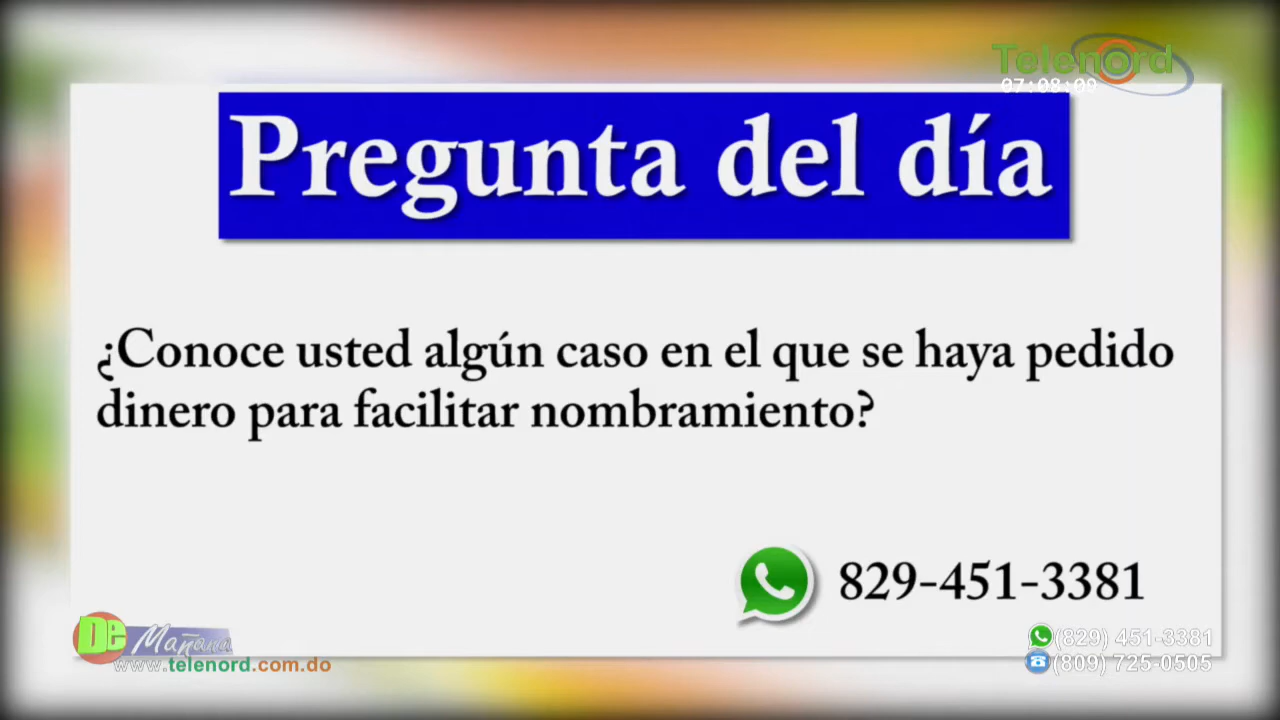 Telenord
07:08:09
Pregunta del día
¿Conoce usted algún caso en el que se haya pedido
dinero para facilitar nombramiento?
829-451-3381
De Mañana
www.telenord.com.do
(829) 451-3381
(809) 725-0505